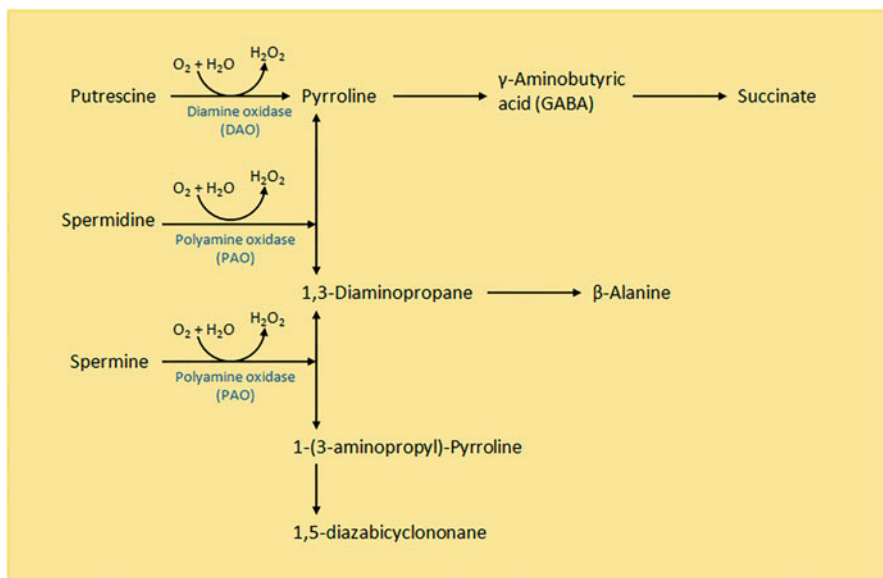 O₂ + H₂O H₂O₂
Putrescine Pyrroline γ-Aminobutyric acid (GABA) Succinate
Diamine oxidase
(DAO)
O₂ + H₂O H₂O₂
Spermidine
Polyamine oxidase
(PAO)
1,3-Diaminopropane β-Alanine
O₂ + H₂O H₂O₂
Spermine
Polyamine oxidase
(PAO)
1-(3-aminopropyl)-Pyrroline
1,5-diazabicyclononane